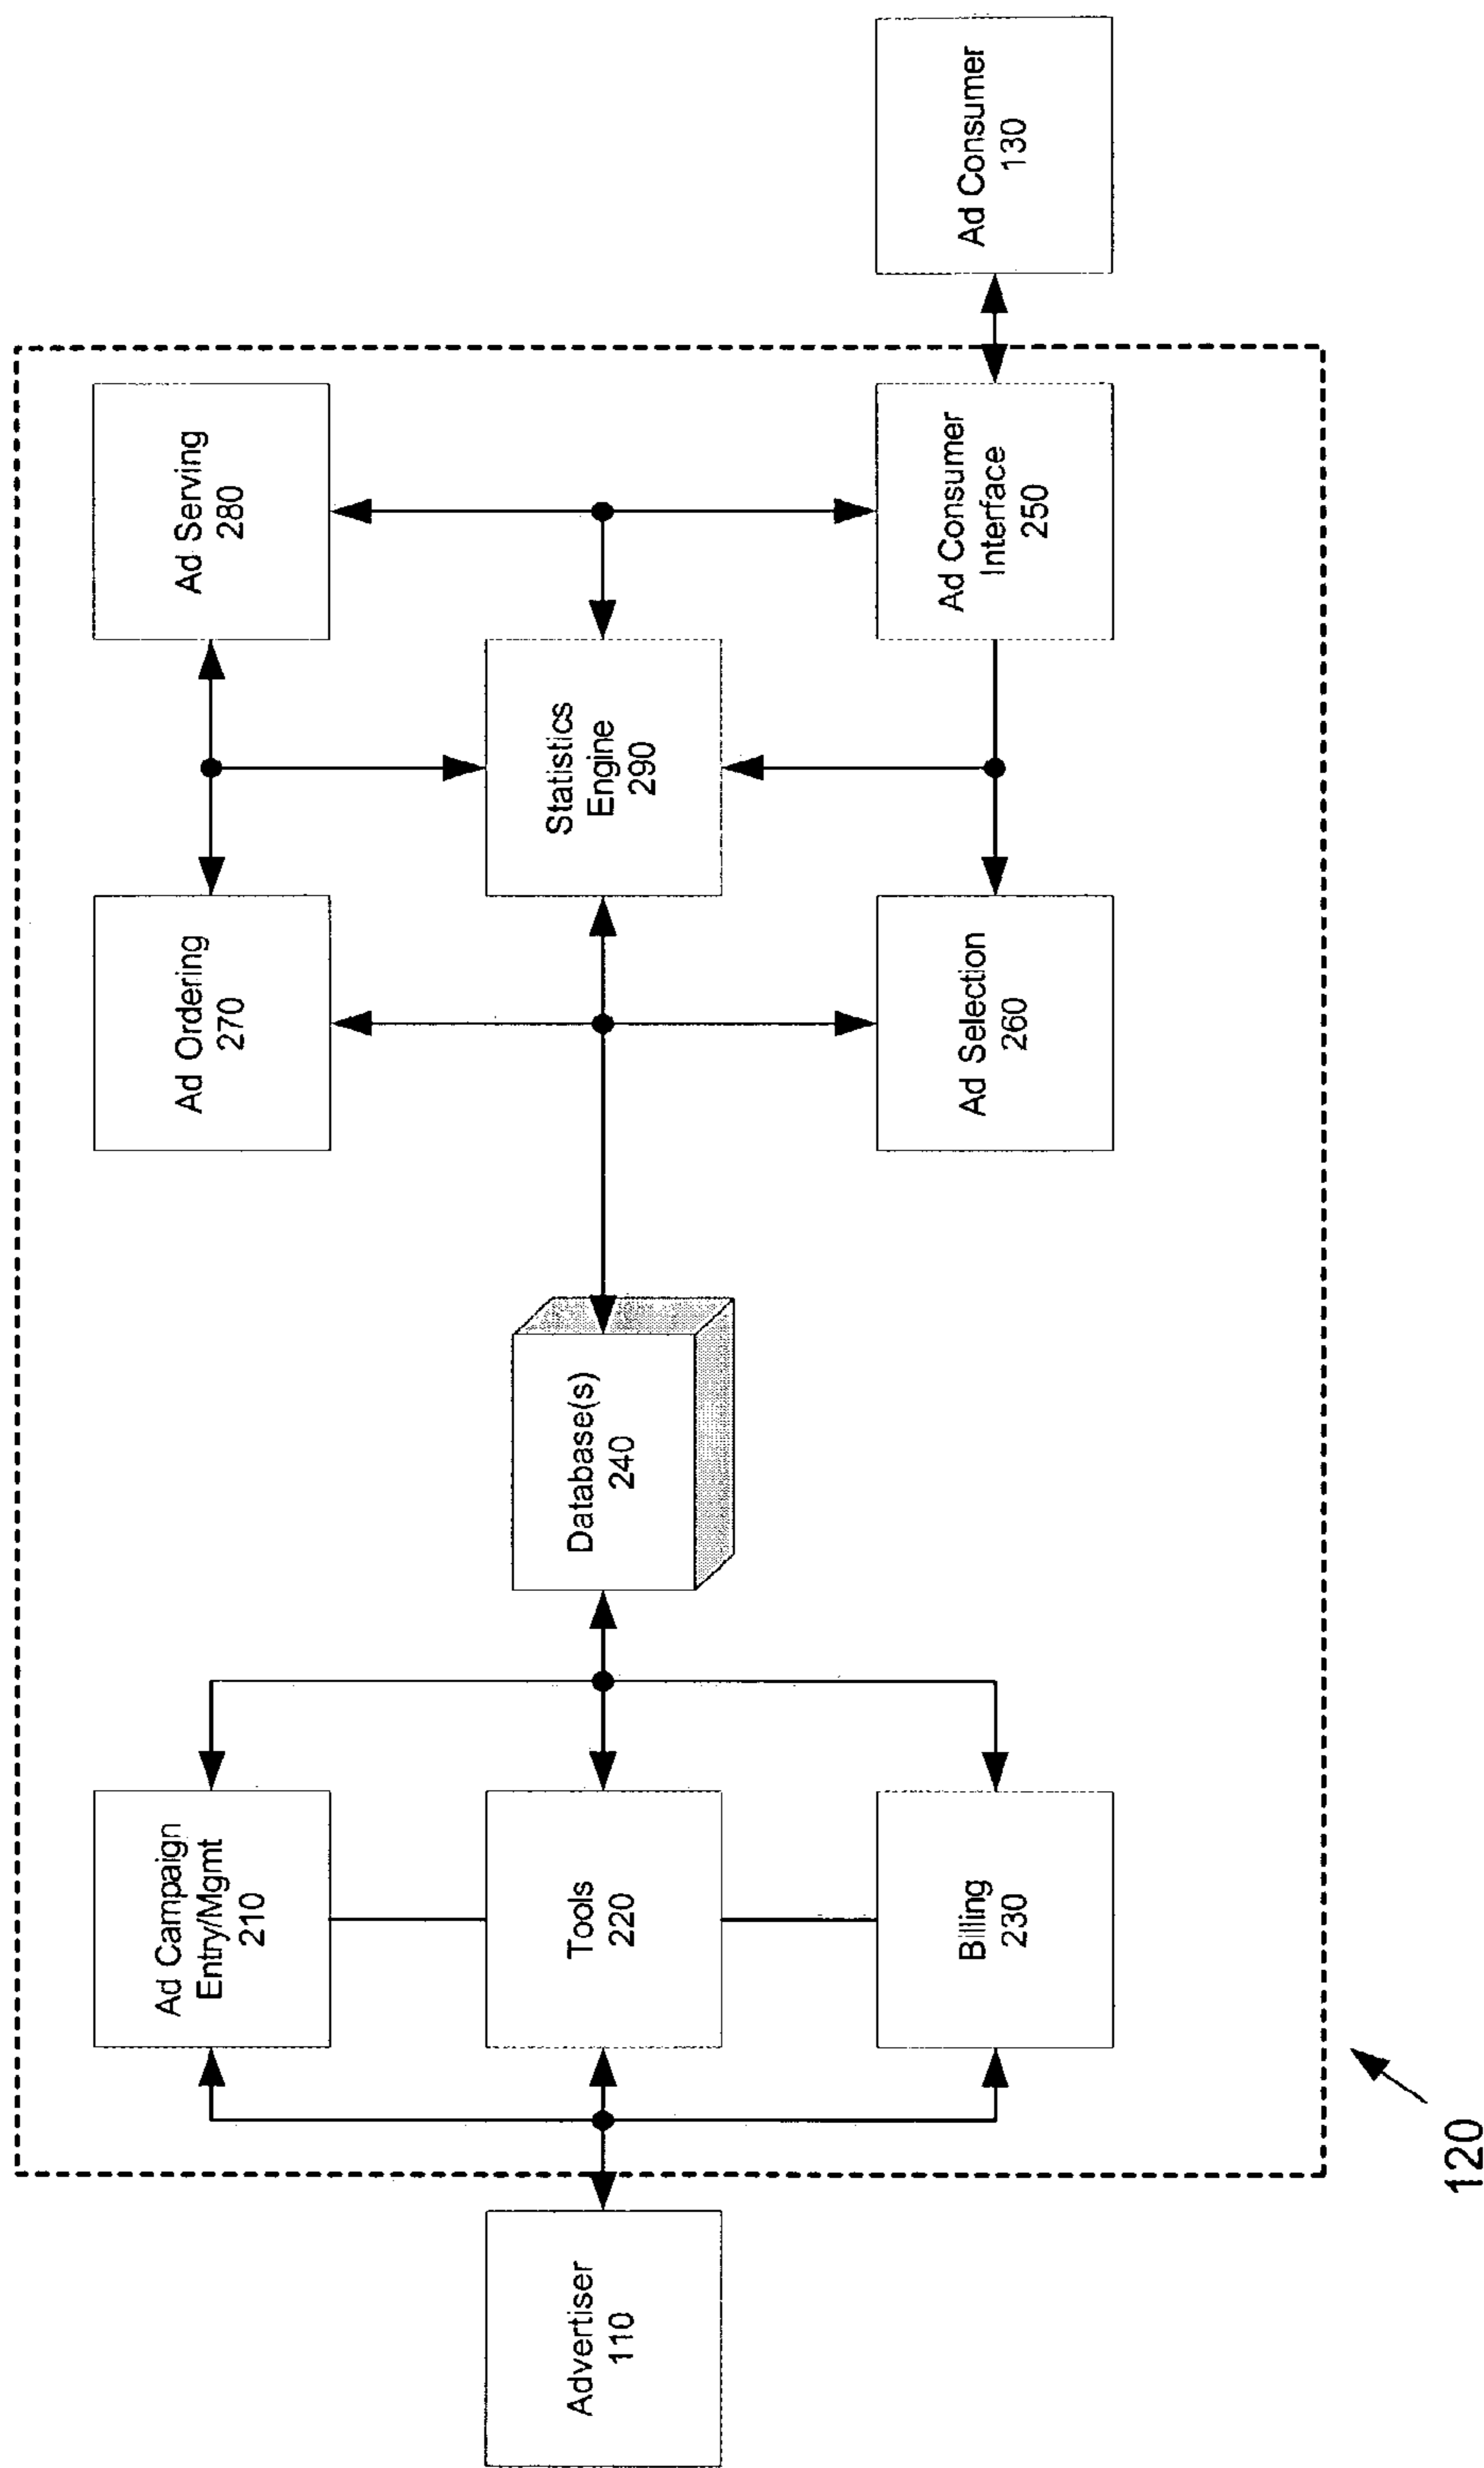 Advertiser
110
Ad Campaign
Entry/Mgmt
210
Tools
220
Billing
230
Database(s)
240
Ad Ordering
270
Ad Selection
260
Statistics
Engine
290
Ad Serving
280
Ad Consumer
Interface
250
Ad Consumer
130
120